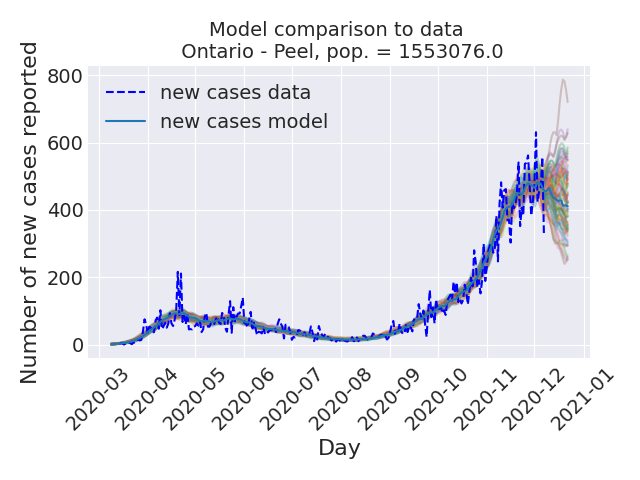 Model comparison to data
Ontario - Peel, pop. = 1553076.0
Number of new cases reported
800
600
400
200
0
new cases data
new cases model
2020-03
2020-04
2020-05
2020-06
2020-07
2020-08
2020-09
2020-10
2020-11
2020-12
2021-01
Day